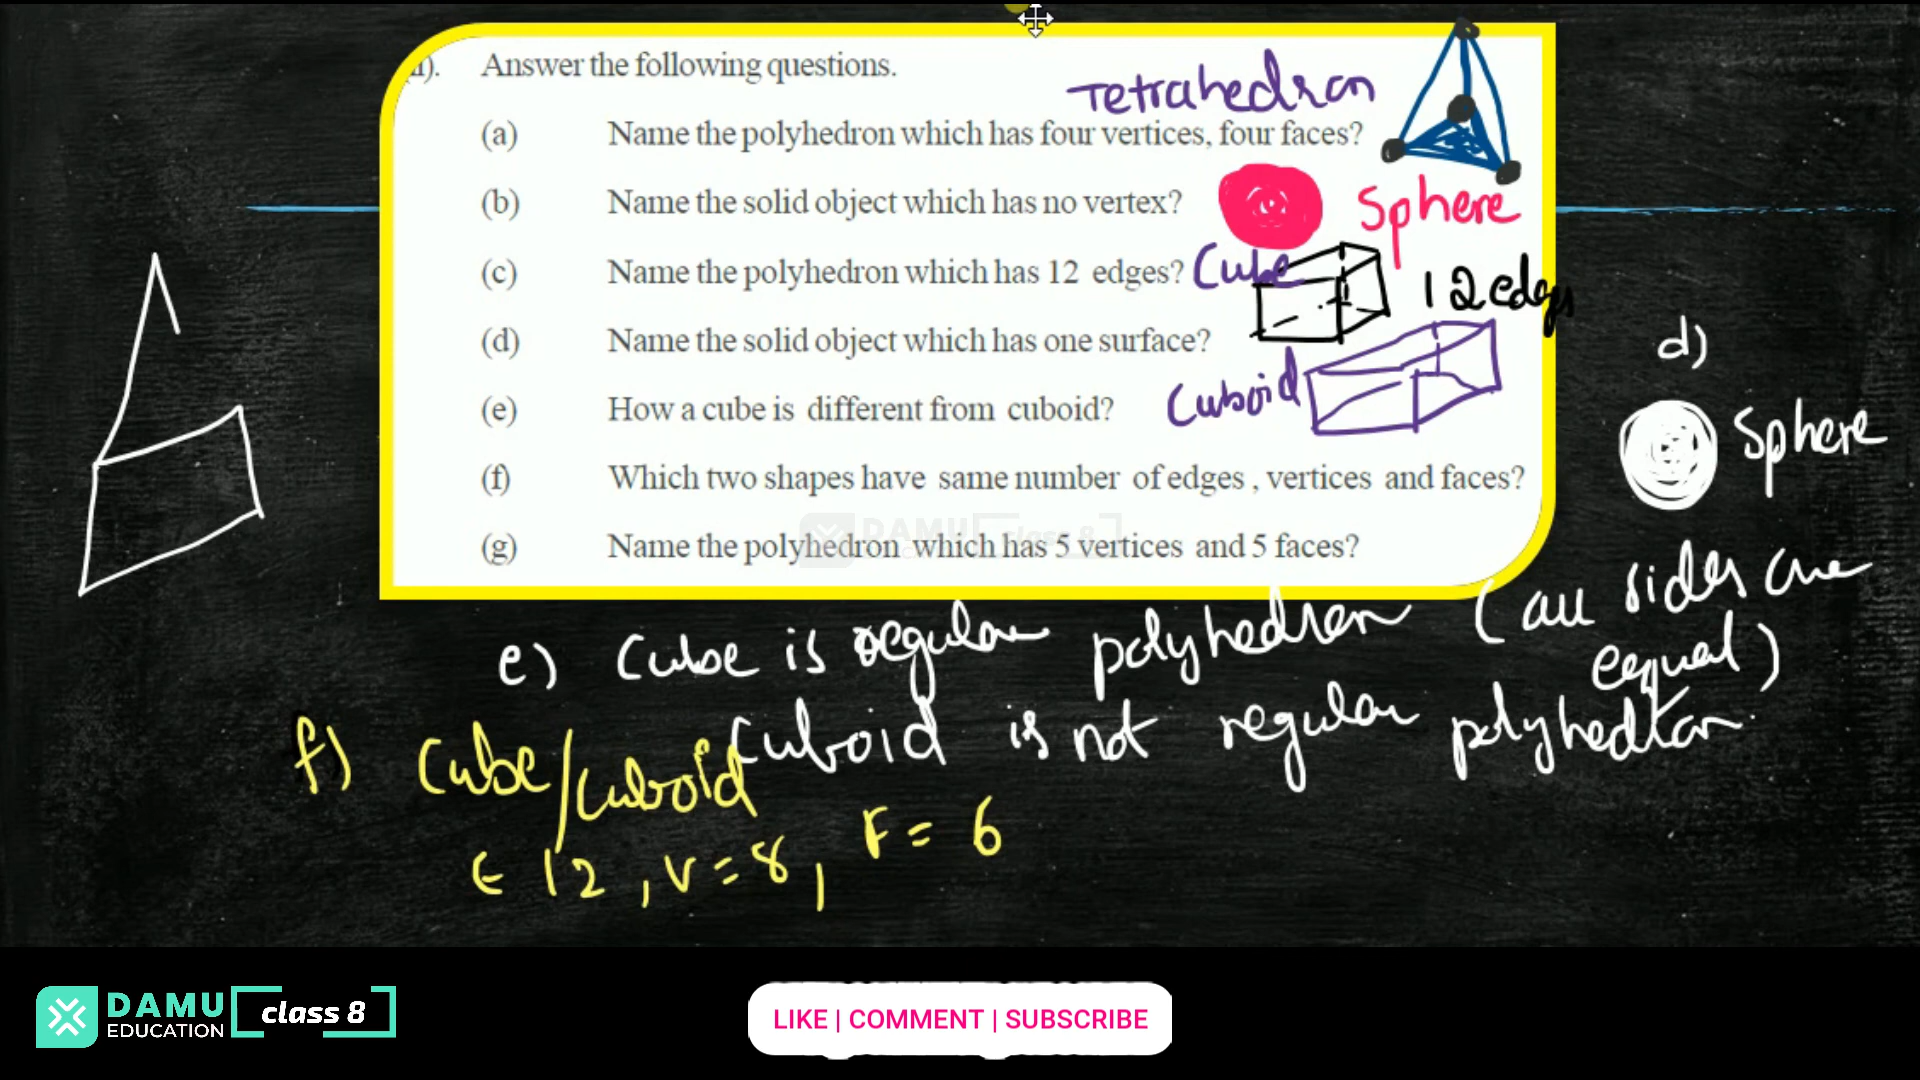 Answer the following questions.
Tetrahedron
(a) Name the polyhedron which has four vertices, four faces?
(b) Name the solid object which has no vertex?
Sphere
(c) Name the polyhedron which has 12 edges?
Cube
12 edges
(d) Name the solid object which has one surface?
d)
Sphere
(e) How a cube is different from cuboid?
Cuboid
(f) Which two shapes have same number of edges , vertices and faces?
(g) Name the polyhedron which has 5 vertices and 5 faces?
DAMU class 8
e) Cube is regular polyhedron (all sides are
equal)
Cuboid is not regular polyhedron.
f) Cube/cuboid
E 12 , V = 8, F = 6
DAMU
EDUCATION
class 8
LIKE | COMMENT | SUBSCRIBE